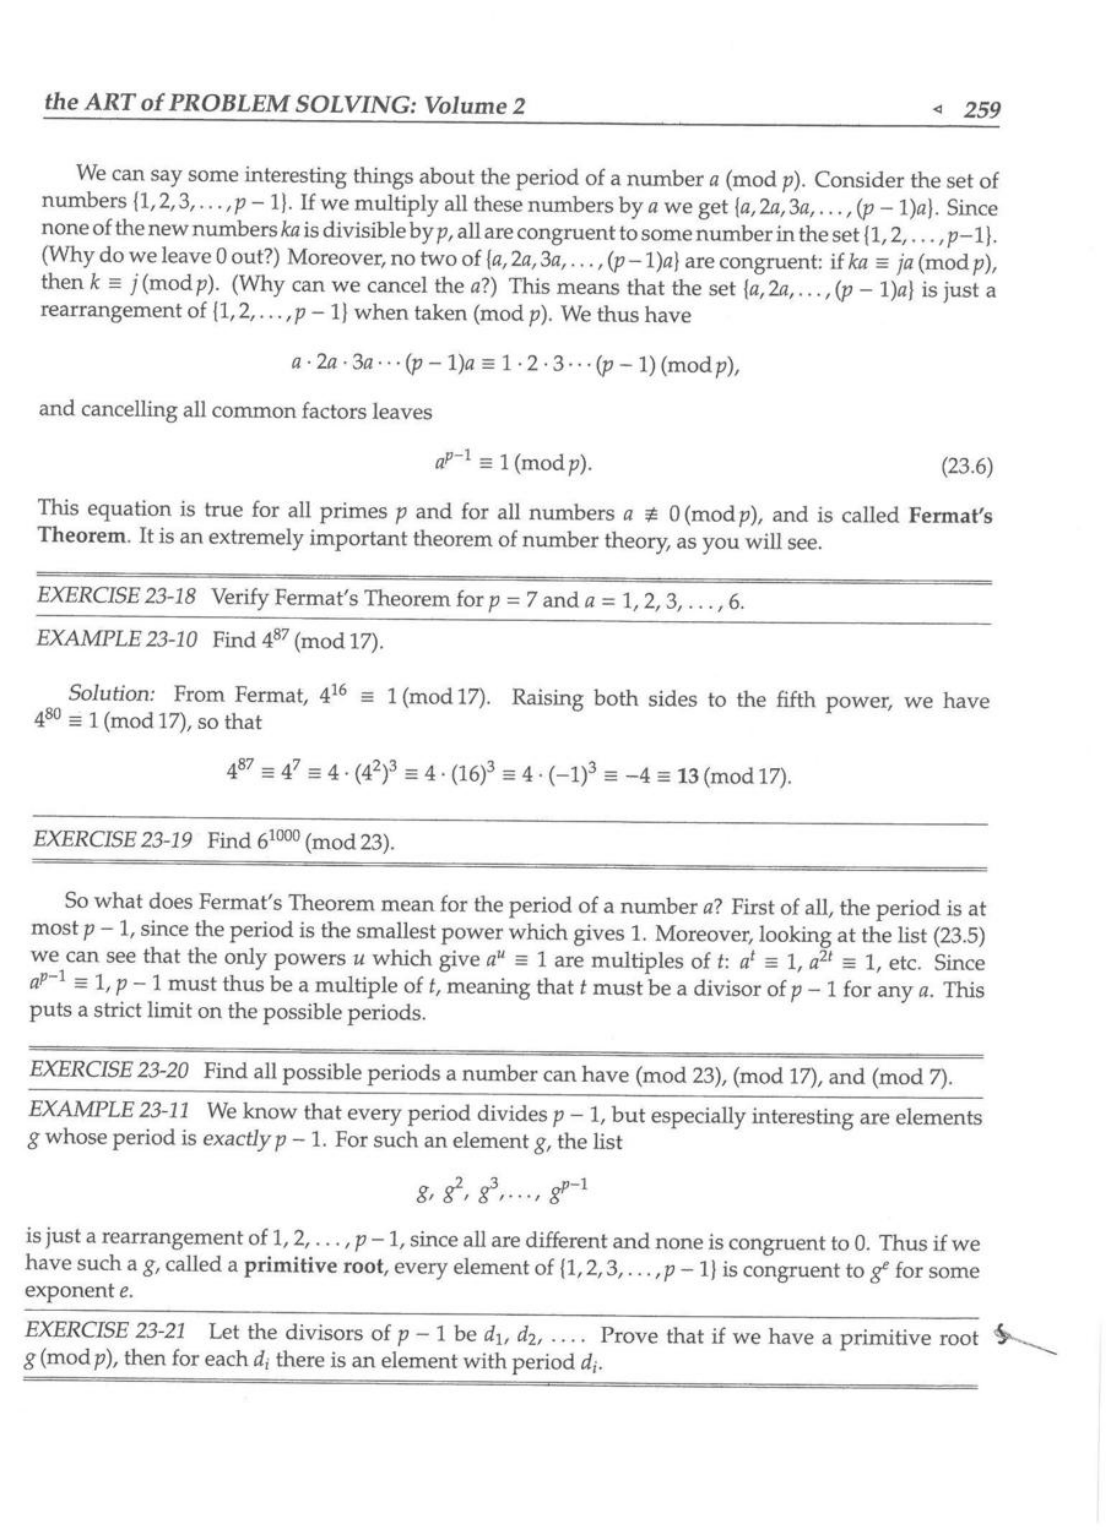 the ART of PROBLEM SOLVING: Volume 2 ◃ 259
We can say some interesting things about the period of a number a (mod p). Consider the set of
numbers {1, 2, 3, . . . , p − 1}. If we multiply all these numbers by a we get {a, 2a, 3a, . . . , (p − 1)a}. Since
none of the new numbers ka is divisible by p, all are congruent to some number in the set {1, 2, . . . , p−1}.
(Why do we leave 0 out?) Moreover, no two of {a, 2a, 3a, . . . , (p − 1)a} are congruent: if ka ≡ ja (mod p),
then k ≡ j (mod p). (Why can we cancel the a?) This means that the set {a, 2a, . . . , (p − 1)a} is just a
rearrangement of {1, 2, . . . , p − 1} when taken (mod p). We thus have
a · 2a · 3a · · · (p − 1)a ≡ 1 · 2 · 3 · · · (p − 1) (mod p),
and cancelling all common factors leaves
a^{p−1} ≡ 1 (mod p). (23.6)
This equation is true for all primes p and for all numbers a ≢ 0 (mod p), and is called Fermat's
Theorem. It is an extremely important theorem of number theory, as you will see.
EXERCISE 23-18 Verify Fermat's Theorem for p = 7 and a = 1, 2, 3, . . . , 6.
EXAMPLE 23-10 Find 4^{87} (mod 17).
Solution: From Fermat, 4^{16} ≡ 1 (mod 17). Raising both sides to the fifth power, we have
4^{80} ≡ 1 (mod 17), so that
4^{87} ≡ 4^7 ≡ 4 · (4^2)^3 ≡ 4 · (16)^3 ≡ 4 · (−1)^3 ≡ −4 ≡ 13 (mod 17).
EXERCISE 23-19 Find 6^{1000} (mod 23).
So what does Fermat's Theorem mean for the period of a number a? First of all, the period is at
most p − 1, since the period is the smallest power which gives 1. Moreover, looking at the list (23.5)
we can see that the only powers u which give a^u ≡ 1 are multiples of t: a^t ≡ 1, a^{2t} ≡ 1, etc. Since
a^{p−1} ≡ 1, p − 1 must thus be a multiple of t, meaning that t must be a divisor of p − 1 for any a. This
puts a strict limit on the possible periods.
EXERCISE 23-20 Find all possible periods a number can have (mod 23), (mod 17), and (mod 7).
EXAMPLE 23-11 We know that every period divides p − 1, but especially interesting are elements
g whose period is exactly p − 1. For such an element g, the list
g, g^2, g^3, . . . , g^{p−1}
is just a rearrangement of 1, 2, . . . , p − 1, since all are different and none is congruent to 0. Thus if we
have such a g, called a primitive root, every element of {1, 2, 3, . . . , p − 1} is congruent to g^e for some
exponent e.
EXERCISE 23-21 Let the divisors of p − 1 be d₁, d₂, . . . . Prove that if we have a primitive root
g (mod p), then for each dᵢ there is an element with period dᵢ.